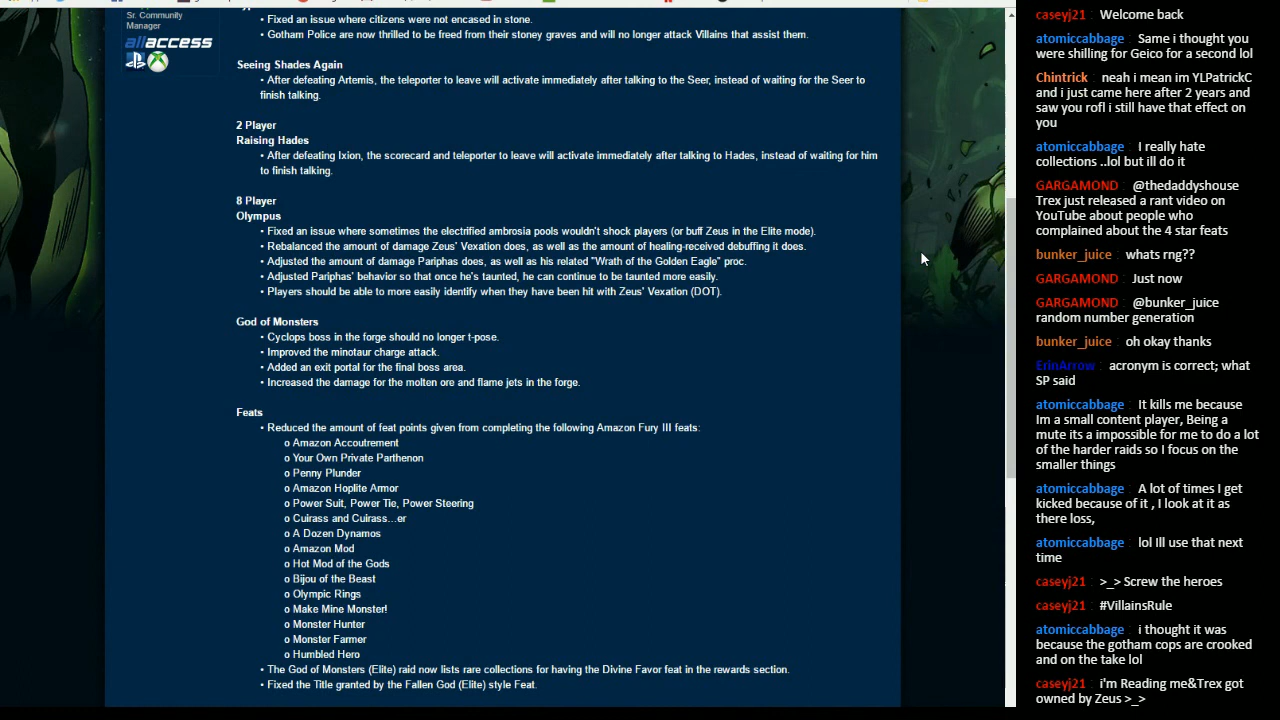 Sr. Community
Manager
allaccess
• Fixed an issue where citizens were not encased in stone.
• Gotham Police are now thrilled to be freed from their stoney graves and will no longer attack Villains that assist them.
Seeing Shades Again
• After defeating Artemis, the teleporter to leave will activate immediately after talking to the Seer, instead of waiting for the Seer to
finish talking.
2 Player
Raising Hades
• After defeating Ixion, the scorecard and teleporter to leave will activate immediately after talking to Hades, instead of waiting for him
to finish talking.
8 Player
Olympus
• Fixed an issue where sometimes the electrified ambrosia pools wouldn't shock players (or buff Zeus in the Elite mode).
• Rebalanced the amount of damage Zeus' Vexation does, as well as the amount of healing-received debuffing it does.
• Adjusted the amount of damage Pariphas does, as well as his related "Wrath of the Golden Eagle" proc.
• Adjusted Pariphas' behavior so that once he's taunted, he can continue to be taunted more easily.
• Players should be able to more easily identify when they have been hit with Zeus' Vexation (DOT).
God of Monsters
• Cyclops boss in the forge should no longer t-pose.
• Improved the minotaur charge attack.
• Added an exit portal for the final boss area.
• Increased the damage for the molten ore and flame jets in the forge.
Feats
• Reduced the amount of feat points given from completing the following Amazon Fury III feats:
o Amazon Accoutrement
o Your Own Private Parthenon
o Penny Plunder
o Amazon Hoplite Armor
o Power Suit, Power Tie, Power Steering
o Cuirass and Cuirass...er
o A Dozen Dynamos
o Amazon Mod
o Hot Mod of the Gods
o Bijou of the Beast
o Olympic Rings
o Make Mine Monster!
o Monster Hunter
o Monster Farmer
o Humbled Hero
• The God of Monsters (Elite) raid now lists rare collections for having the Divine Favor feat in the rewards section.
• Fixed the Title granted by the Fallen God (Elite) style Feat.
caseyj21 : Welcome back
atomiccabbage : Same i thought you
were shilling for Geico for a second lol
Chintrick : neah i mean im YLPatrickC
and i just came here after 2 years and
saw you rofl i still have that effect on
you
atomiccabbage : I really hate
collections ..lol but ill do it
GARGAMOND : @thedaddyshouse
Trex just released a rant video on
YouTube about people who
complained about the 4 star feats
bunker_juice : whats rng??
GARGAMOND : Just now
GARGAMOND : @bunker_juice
random number generation
bunker_juice : oh okay thanks
ErinArrow : acronym is correct; what
SP said
atomiccabbage : It kills me because
Im a small content player, Being a
mute its a impossible for me to do a lot
of the harder raids so I focus on the
smaller things
atomiccabbage : A lot of times I get
kicked because of it , I look at it as
there loss,
atomiccabbage : lol Ill use that next
time
caseyj21 : >_> Screw the heroes
caseyj21 : #VillainsRule
atomiccabbage : i thought it was
because the gotham cops are crooked
and on the take lol
caseyj21 : i'm Reading me&Trex got
owned by Zeus >_>